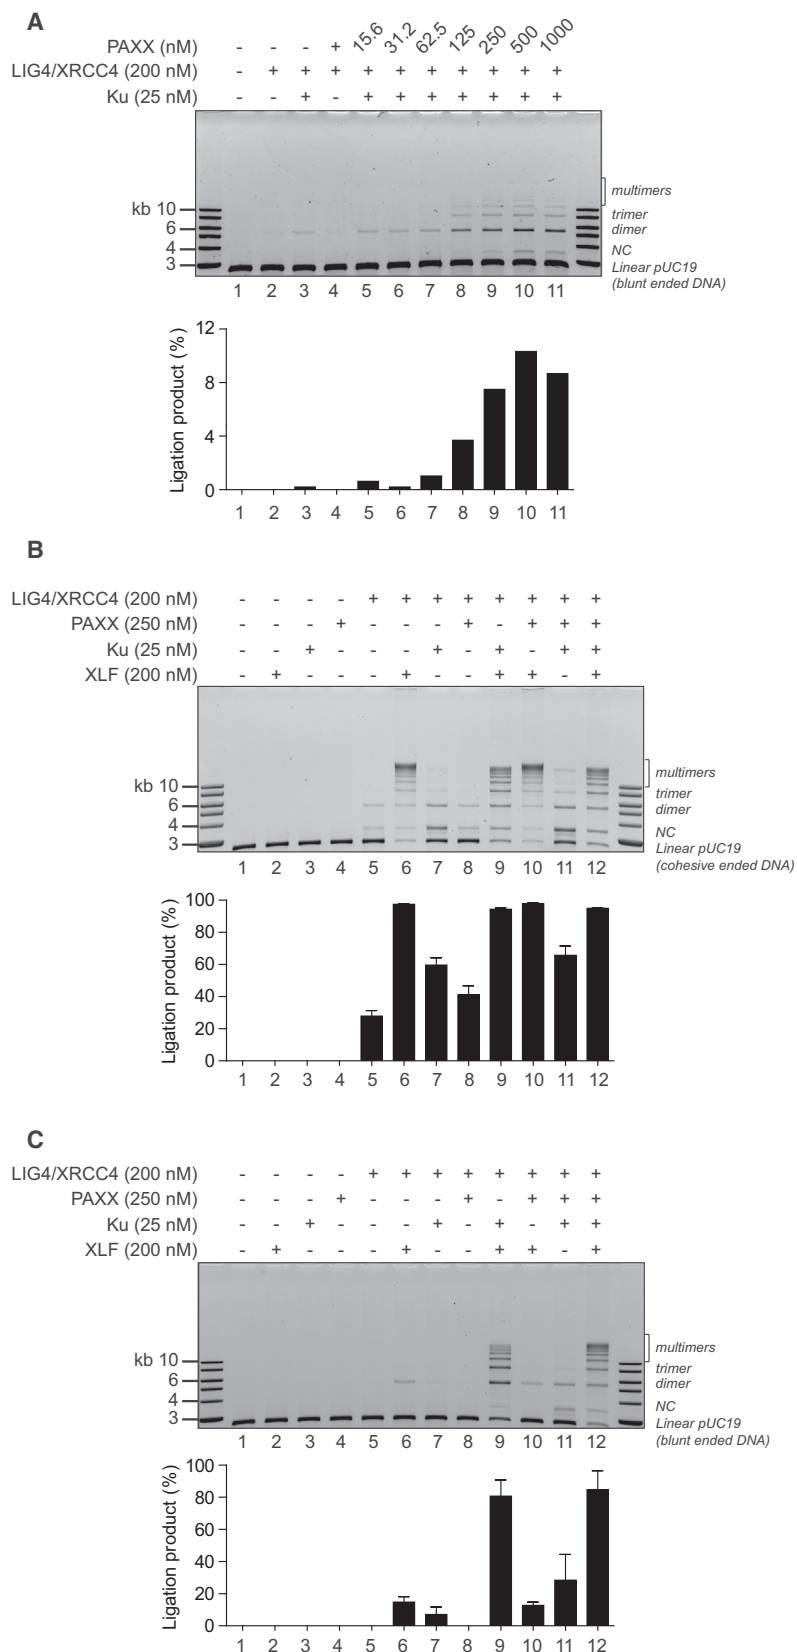 A
PAXX (nM) - - - + 15.6 31.2 62.5 125 250 500 1000
LIG4/XRCC4 (200 nM) - + + + + + + + + + +
Ku (25 nM) - - + - + + + + + + +
multimers
kb 10 trimer
6 dimer
4 NC
3 Linear pUC19
(blunt ended DNA)
1 2 3 4 5 6 7 8 9 10 11
Ligation product (%)
12
8
4
0
1 2 3 4 5 6 7 8 9 10 11
B
LIG4/XRCC4 (200 nM) - - - - + + + + + + + +
PAXX (250 nM) - - - + - - - + - + + +
Ku (25 nM) - - + - - - + - + - + +
XLF (200 nM) - + - - - + - - + + - +
multimers
kb 10 trimer
6 dimer
4 NC
3 Linear pUC19
(cohesive ended DNA)
1 2 3 4 5 6 7 8 9 10 11 12
Ligation product (%)
100
80
60
40
20
0
1 2 3 4 5 6 7 8 9 10 11 12
C
LIG4/XRCC4 (200 nM) - - - - + + + + + + + +
PAXX (250 nM) - - - + - - - + - + + +
Ku (25 nM) - - + - - - + - + - + +
XLF (200 nM) - + - - - + - - + + - +
multimers
kb 10 trimer
6 dimer
4 NC
3 Linear pUC19
(blunt ended DNA)
1 2 3 4 5 6 7 8 9 10 11 12
Ligation product (%)
100
80
60
40
20
0
1 2 3 4 5 6 7 8 9 10 11 12